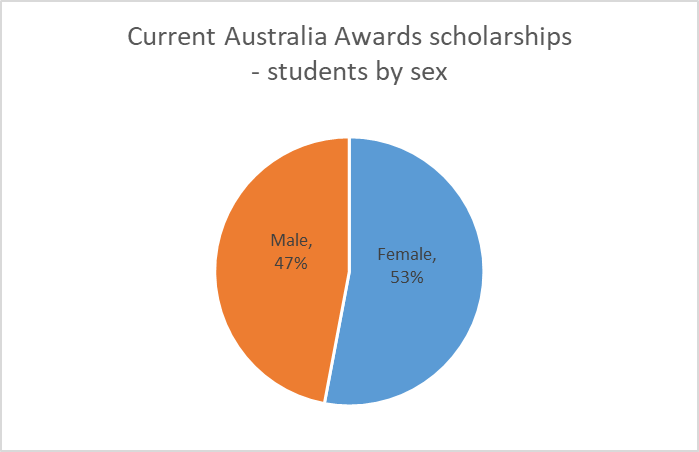 Current Australia Awards scholarships
- students by sex
Male,
47%
Female,
53%